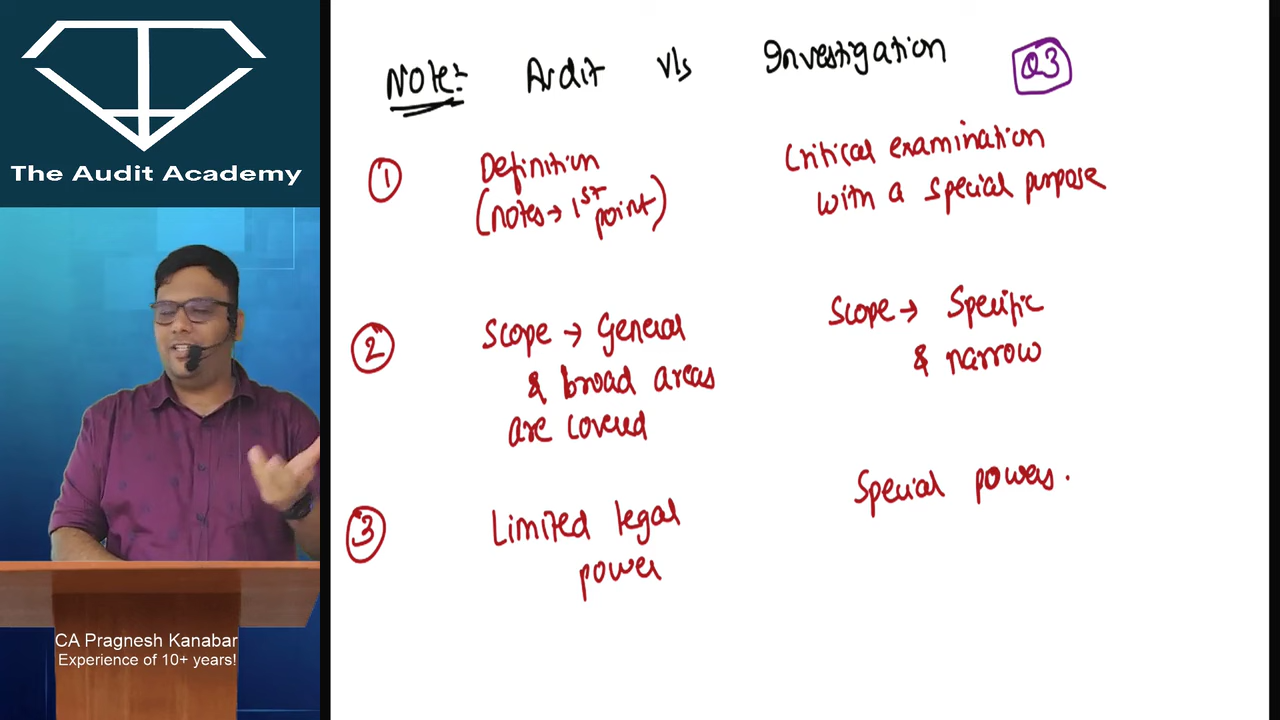 The Audit Academy
CA Pragnesh Kanabar
Experience of 10+ years!
Note:- Audit v/s Investigation Q3
1 Definition
(notes → 1st point)
Critical examination
with a special purpose
2 Scope → General
& broad areas
are covered
Scope → Specific
& narrow
3 Limited legal
power
Special powers.